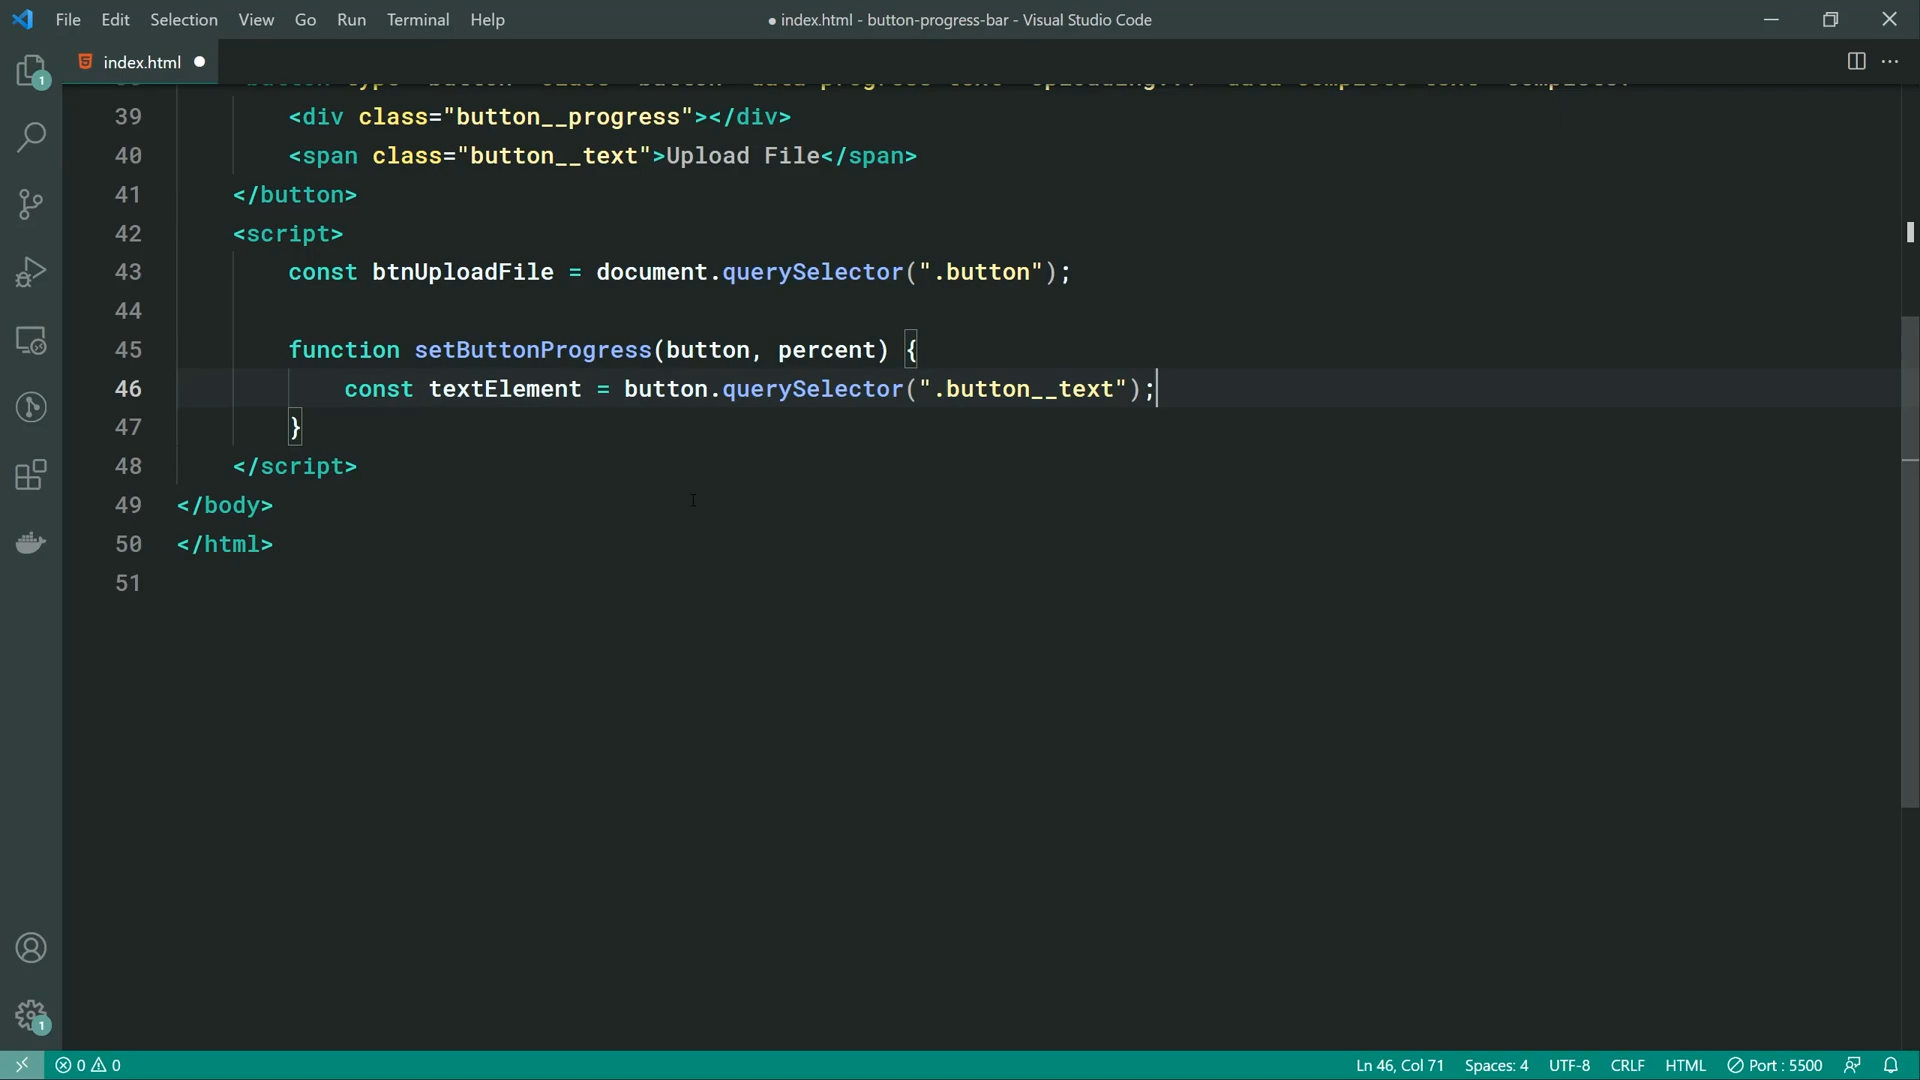 File Edit Selection View Go Run Terminal Help
● index.html - button-progress-bar - Visual Studio Code
index.html ●
39 <div class="button__progress"></div>
40 <span class="button__text">Upload File</span>
41 </button>
42 <script>
43 const btnUploadFile = document.querySelector(".button");
44
45 function setButtonProgress(button, percent) {
46 const textElement = button.querySelector(".button__text");
47 }
48 </script>
49 </body>
50 </html>
51
1
1
0 0
Ln 46, Col 71 Spaces: 4 UTF-8 CRLF HTML Port : 5500